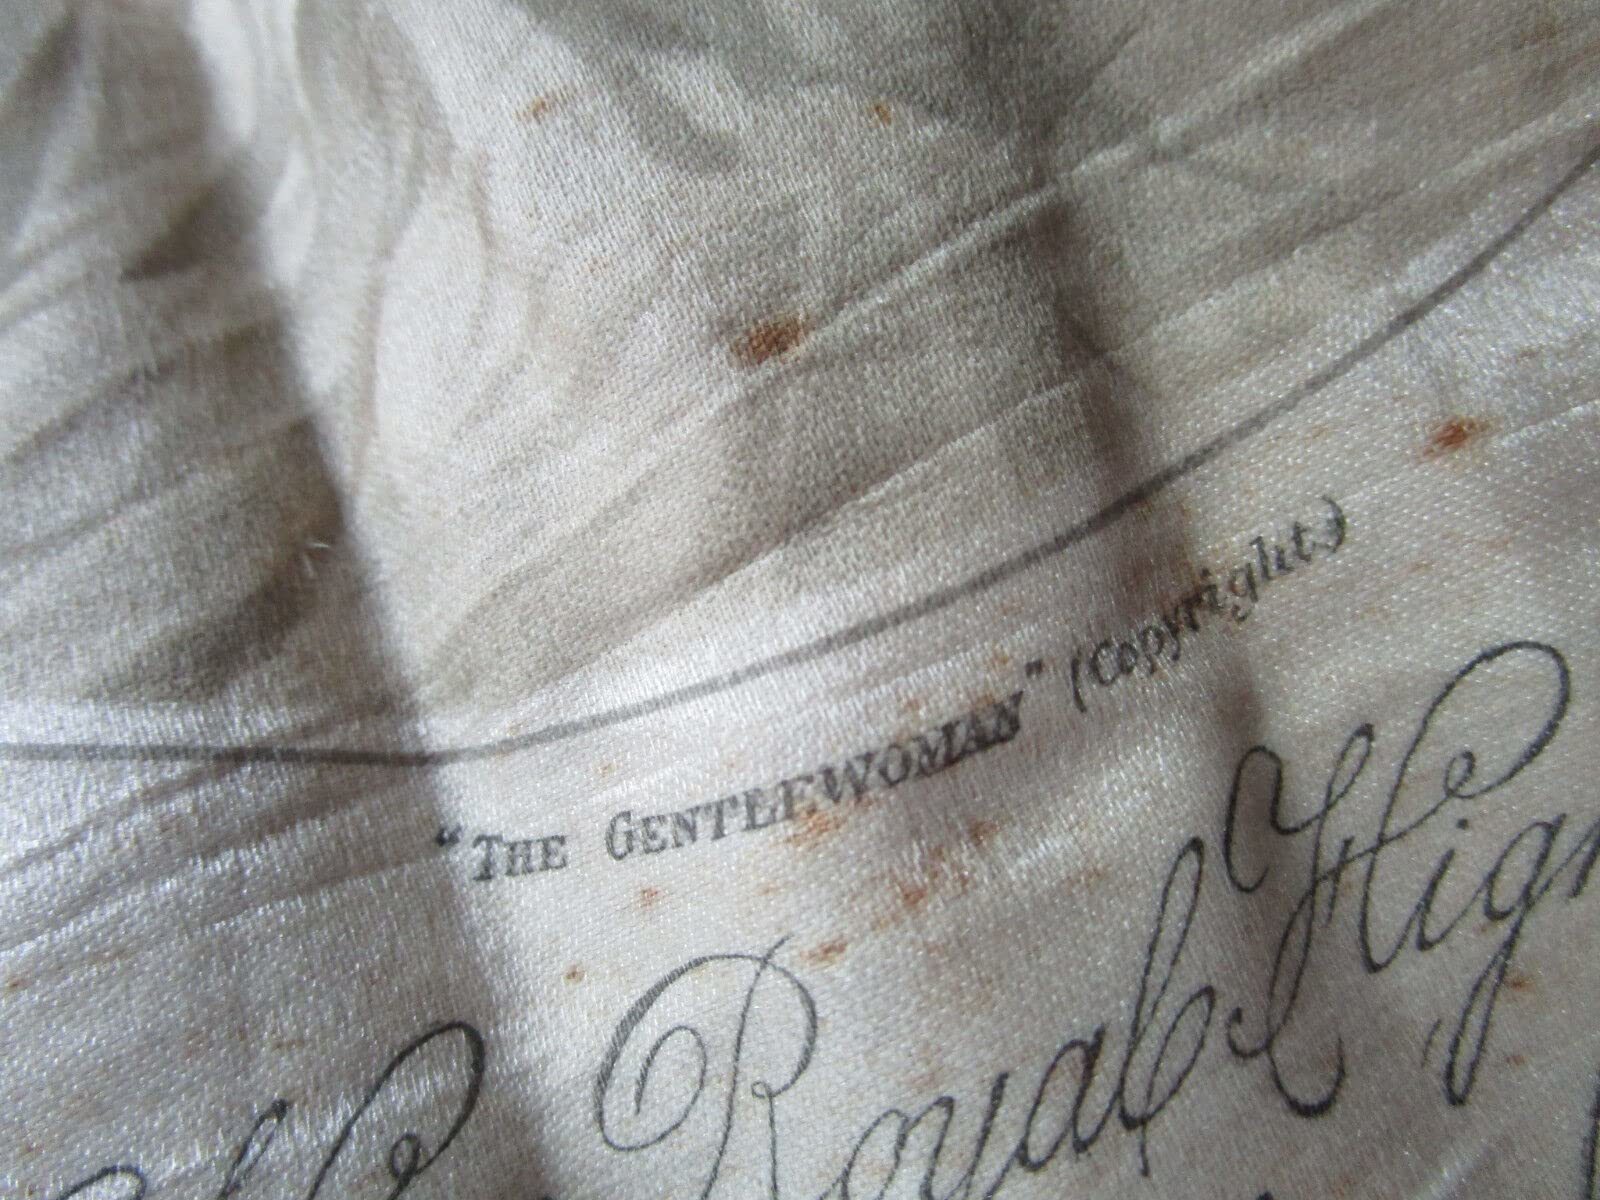 "THE GENTLEWOMAN" (Copyright.)
Royal High